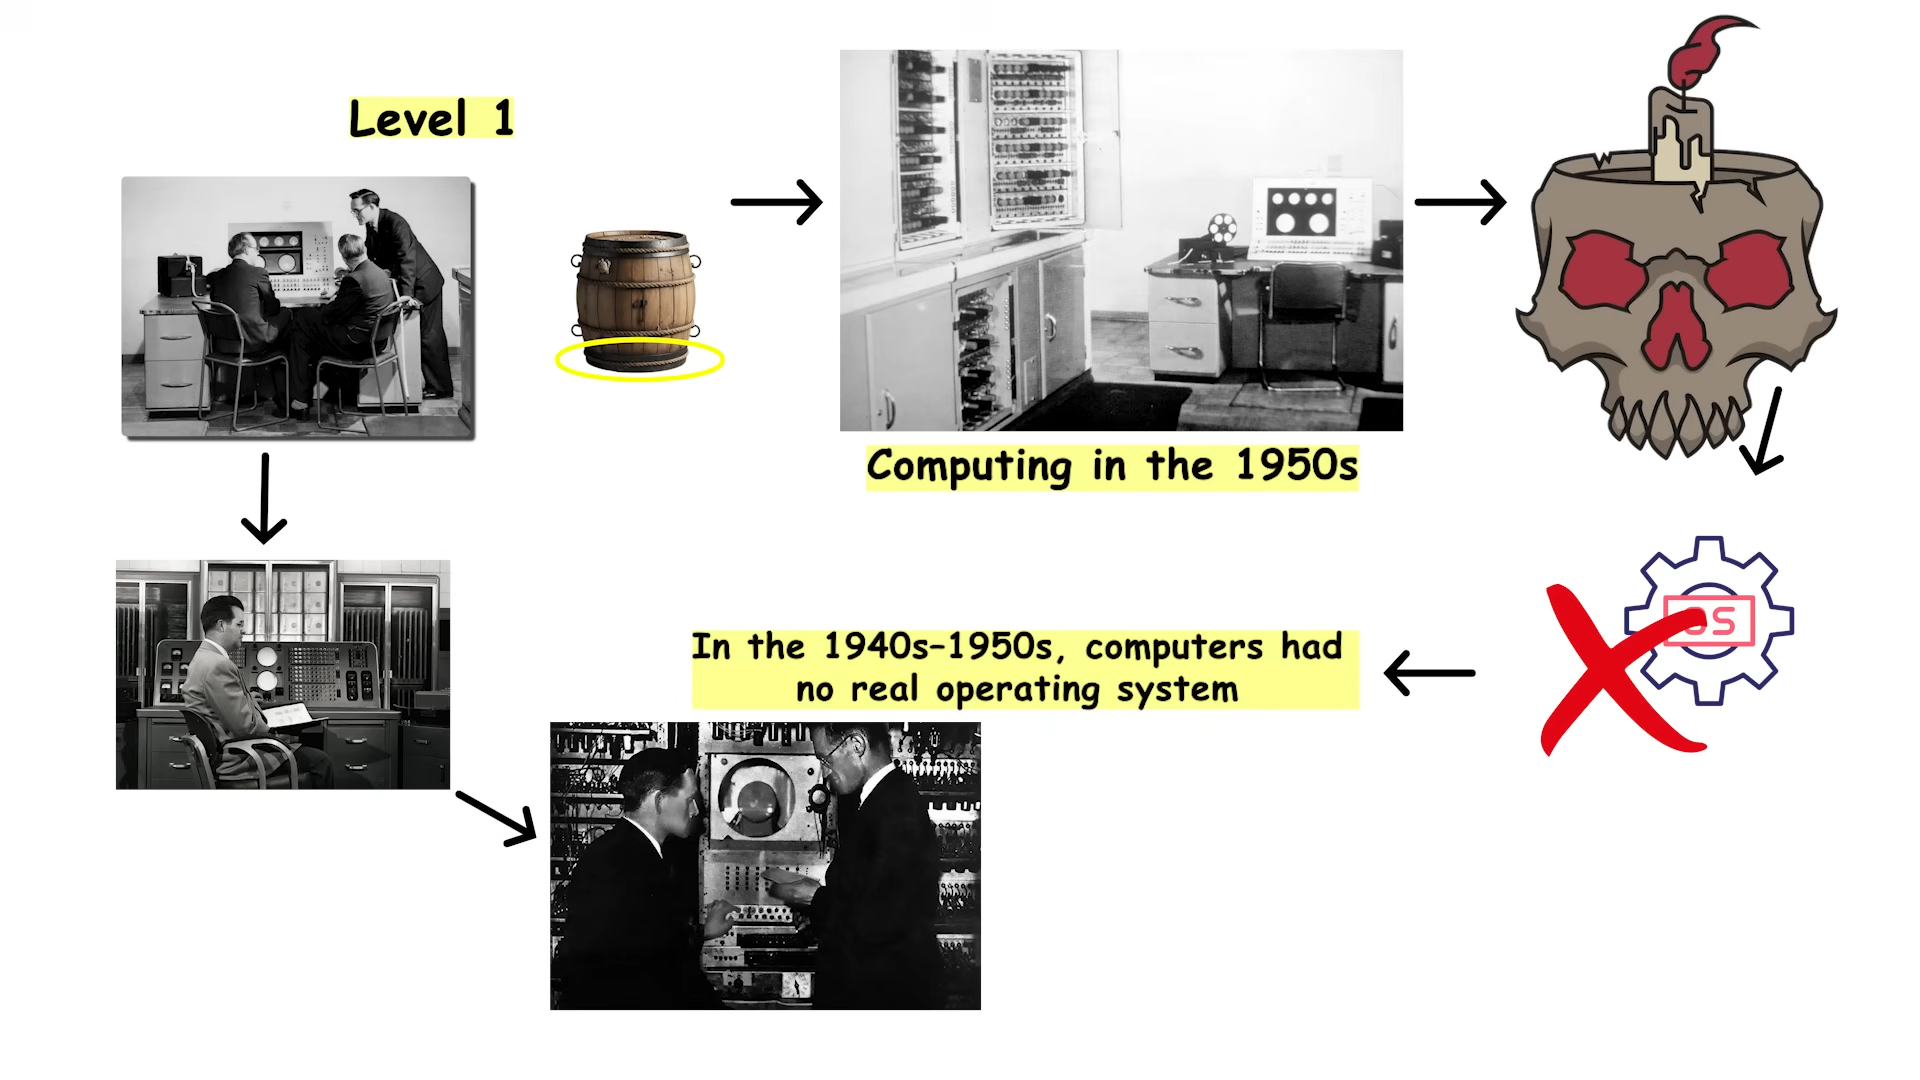 Level 1
Computing in the 1950s
OS
In the 1940s–1950s, computers had
no real operating system